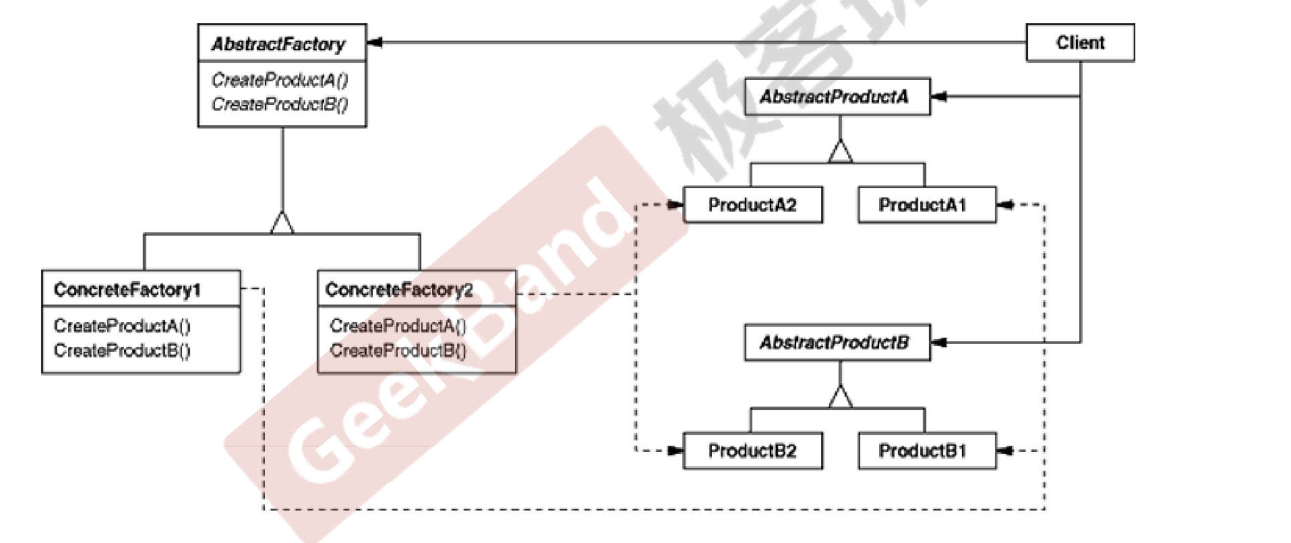 AbstractFactory
CreateProductA()
CreateProductB()
Client
AbstractProductA
ProductA2
ProductA1
ConcreteFactory1
CreateProductA()
CreateProductB()
ConcreteFactory2
CreateProductA()
CreateProductB()
AbstractProductB
ProductB2
ProductB1
GeekBand
极客班